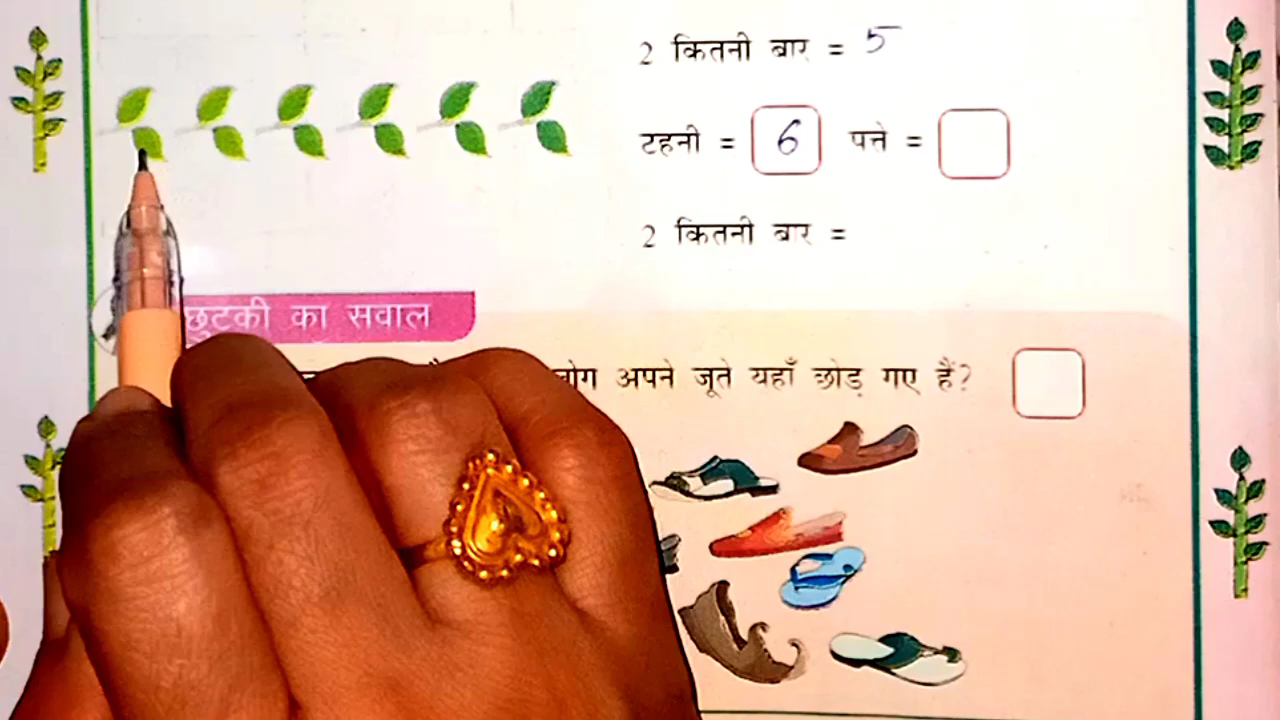 2 कितनी बार = 5
टहनी = 6 पत्ते =
2 कितनी बार =
छुटकी का सवाल
लोग अपने जूते यहाँ छोड़ गए हैं?